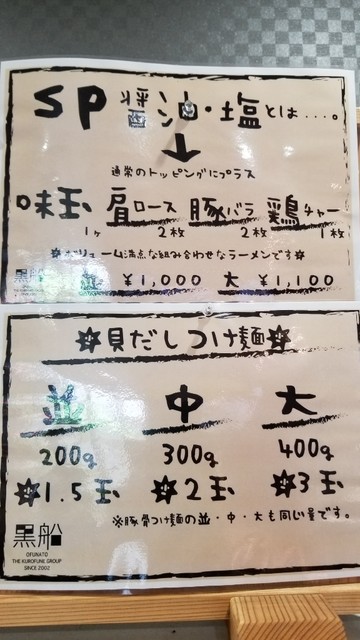 SP 醤油・塩とは....。
通常のトッピングにプラス
味玉 肩ロース 豚バラ 鶏チャー
1ヶ 2枚 2枚 1枚
ボリューム満点な組み合わせなラーメンです
黒船 並 ¥1,000 大 ¥1,100
貝だしつけ麺
並 中 大
200g 300g 400g
1.5玉 2玉 3玉
※豚骨つけ麺の並・中・大も同じ量です。
黒船
OFUNATO
THE KUROFUNE GROUP
SINCE 2002